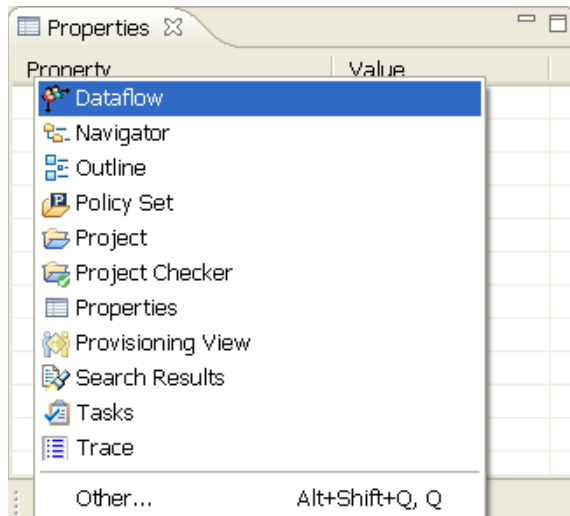 Properties
Property Value
Dataflow
Navigator
Outline
Policy Set
Project
Project Checker
Properties
Provisioning View
Search Results
Tasks
Trace
Other... Alt+Shift+Q, Q